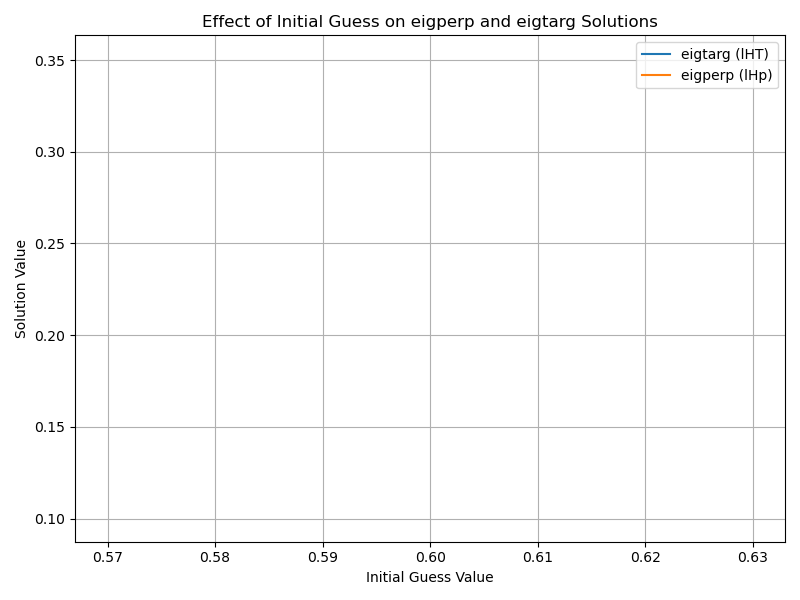 Effect of Initial Guess on eigperp and eigtarg Solutions
eigtarg (lHT)
eigperp (lHp)
Solution Value
0.35
0.30
0.25
0.20
0.15
0.10
0.57 0.58 0.59 0.60 0.61 0.62 0.63
Initial Guess Value